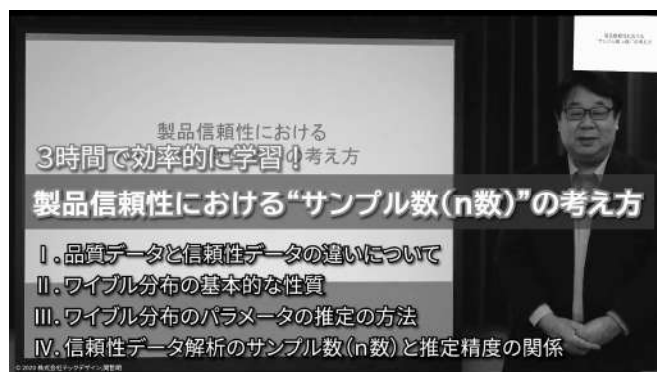 製品信頼性における
の考え方
3時間で効率的に学習！
製品信頼性における“サンプル数(n数)”の考え方
Ⅰ.品質データと信頼性データの違いについて
Ⅱ.ワイブル分布の基本的な性質
Ⅲ.ワイブル分布のパラメータの推定の方法
Ⅳ.信頼性データ解析のサンプル数(n数)と推定精度の関係